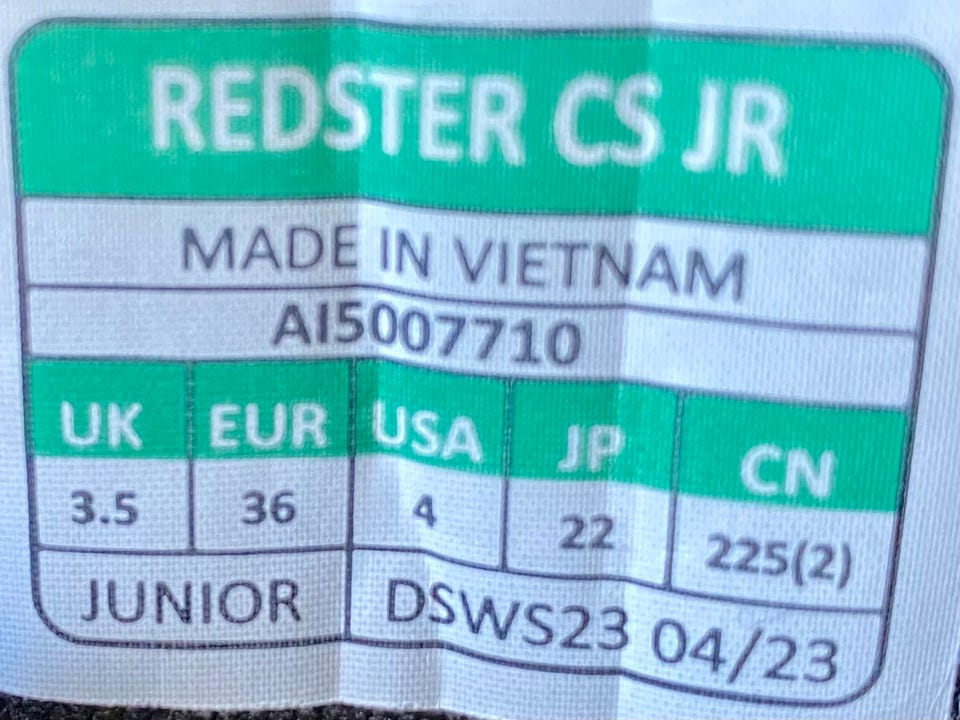 REDSTER CS JR
MADE IN VIETNAM
AI5007710
UK EUR USA JP CN
3.5 36 4 22 225(2)
JUNIOR DSWS23 04/23